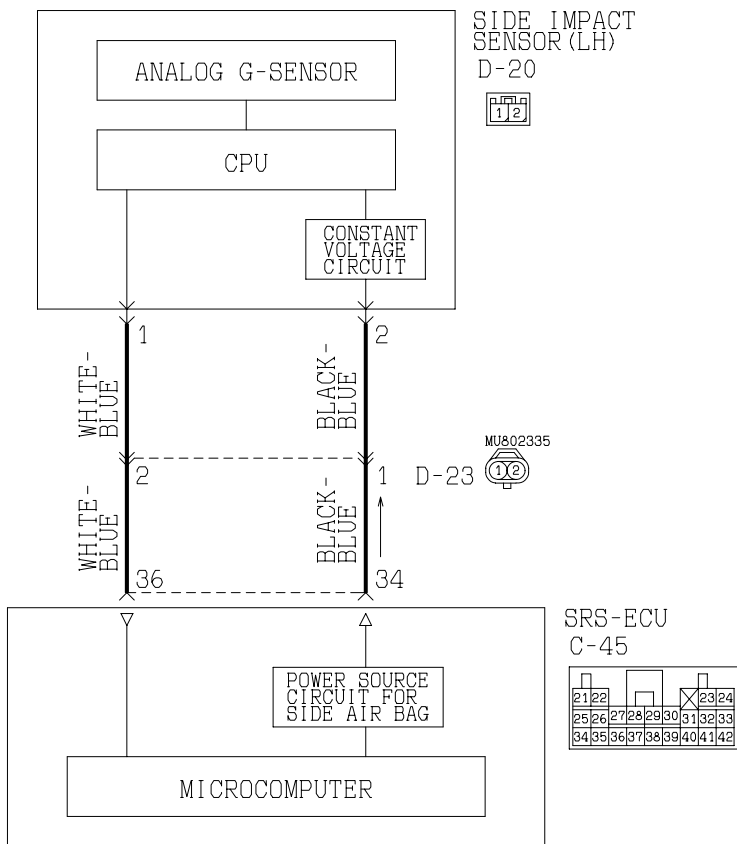 SIDE IMPACT
SENSOR(LH)
D-20
1 2
ANALOG G-SENSOR
CPU
CONSTANT
VOLTAGE
CIRCUIT
1
2
WHITE-
BLUE
BLACK-
BLUE
MU802335
2
1
D-23
1 2
WHITE-
BLUE
BLACK-
BLUE
36
34
SRS-ECU
C-45
POWER SOURCE
CIRCUIT FOR
SIDE AIR BAG
21 22 23 24
25 26 27 28 29 30 31 32 33
34 35 36 37 38 39 40 41 42
MICROCOMPUTER